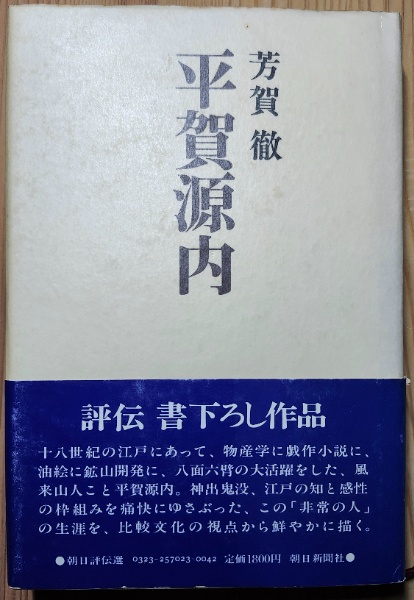 芳賀徹
平賀源内
評伝 書下ろし作品
十八世紀の江戸にあって、物産学に戯作小説に、
油絵に鉱山開発に、八面六臂の大活躍をした、風
来山人こと平賀源内。神出鬼没、江戸の知と感性
の枠組みを痛快にゆさぶった、この「非常の人」
の生涯を、比較文化の視点から鮮やかに描く。
●朝日評伝選 0323-257023-0042 定価1800円 朝日新聞社●